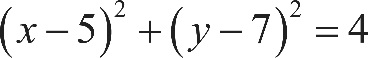 (x − 5)² + (y − 7)² = 4